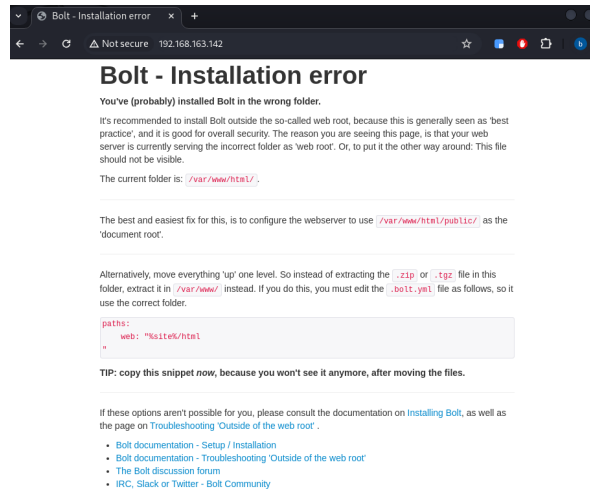 Bolt - Installation error
Not secure 192.168.163.142
b
Bolt - Installation error
You've (probably) installed Bolt in the wrong folder.
It's recommended to install Bolt outside the so-called web root, because this is generally seen as 'best
practice', and it is good for overall security. The reason you are seeing this page, is that your web
server is currently serving the incorrect folder as 'web root'. Or, to put it the other way around: This file
should not be visible.
The current folder is: /var/www/html/ .
The best and easiest fix for this, is to configure the webserver to use /var/www/html/public/ as the
'document root'.
Alternatively, move everything 'up' one level. So instead of extracting the .zip or .tgz file in this
folder, extract it in /var/www/ instead. If you do this, you must edit the .bolt.yml file as follows, so it
use the correct folder.
paths:
    web: "%site%/html
"
TIP: copy this snippet now, because you won't see it anymore, after moving the files.
If these options aren't possible for you, please consult the documentation on Installing Bolt, as well as
the page on Troubleshooting 'Outside of the web root' .
• Bolt documentation - Setup / Installation
• Bolt documentation - Troubleshooting 'Outside of the web root'
• The Bolt discussion forum
• IRC, Slack or Twitter - Bolt Community